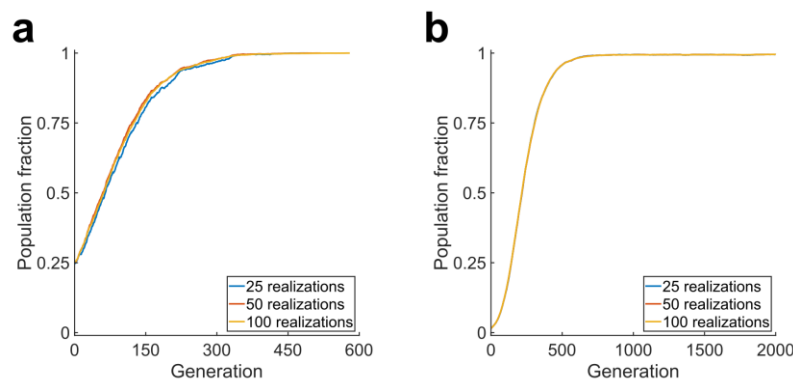 a
Population fraction
1
0.75
0.5
0.25
0
0
150
300
450
600
Generation
25 realizations
50 realizations
100 realizations
b
Population fraction
1
0.75
0.5
0.25
0
0
500
1000
1500
2000
Generation
25 realizations
50 realizations
100 realizations